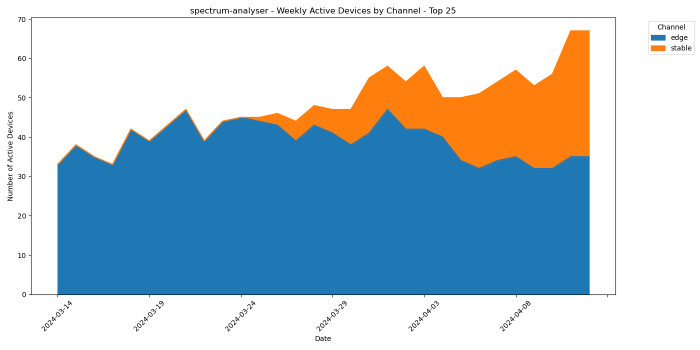 spectrum-analyser - Weekly Active Devices by Channel - Top 25
Channel
edge
stable
Number of Active Devices
70
60
50
40
30
20
10
0
2024-03-14
2024-03-19
2024-03-24
2024-03-29
2024-04-03
2024-04-08
Date